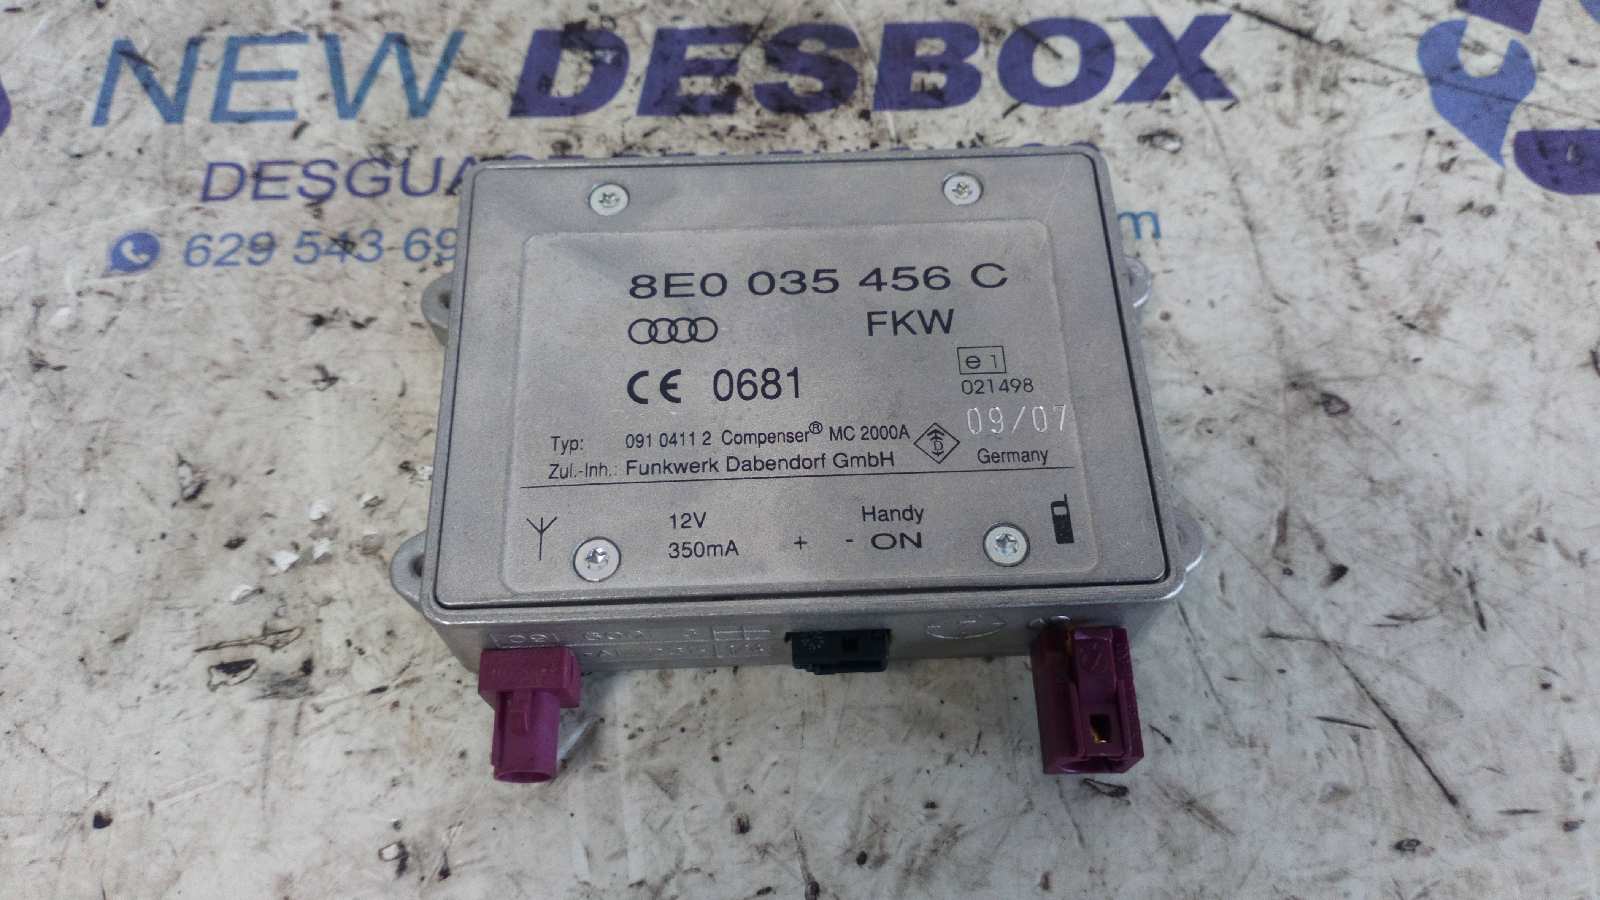 NEW DESBOX
629 543 69
m
8E0 035 456 C
FKW
e1
CE 0681
021498
09/07
Typ: 091 0411 2 Compenser® MC 2000A
D
Zul.-Inh.: Funkwerk Dabendorf GmbH Germany
12V Handy
350mA + - ON